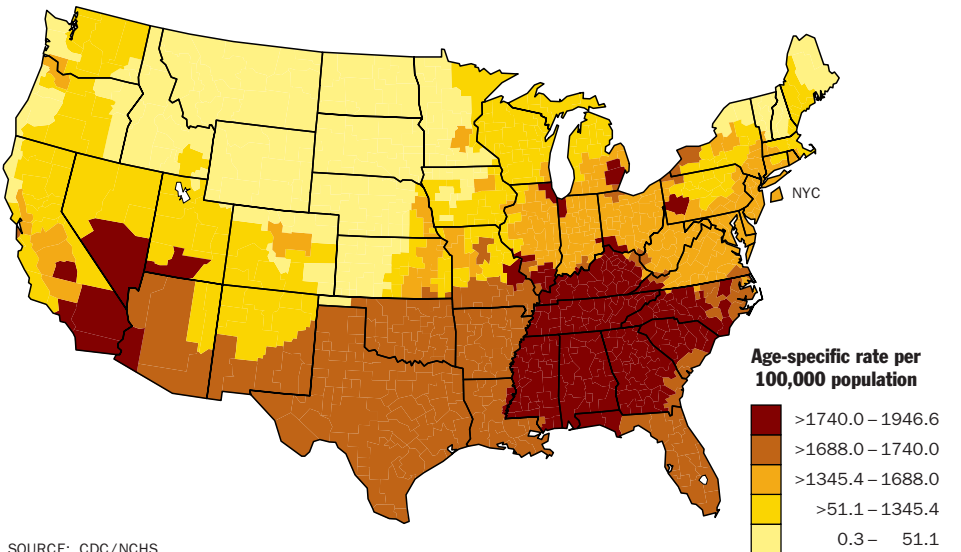 NYC
Age-specific rate per
100,000 population
>1740.0 – 1946.6
>1688.0 – 1740.0
>1345.4 – 1688.0
>51.1 – 1345.4
0.3 – 51.1
SOURCE: CDC/NCHS